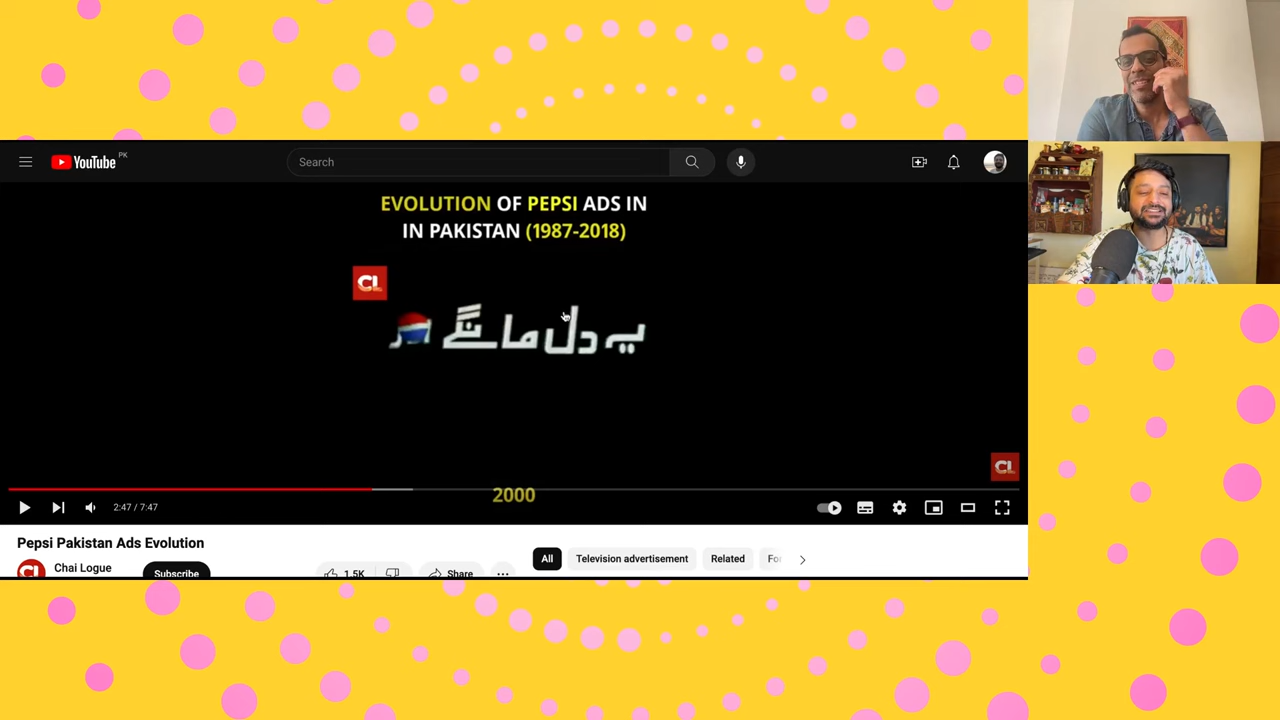 YouTube PK
Search
EVOLUTION OF PEPSI ADS IN
IN PAKISTAN (1987-2018)
CL
یہ دل مانگے اور
CL
2000
2:47 / 7:47
Pepsi Pakistan Ads Evolution
Chai Logue
Subscribe
1.5K
Share
All
Television advertisement
Related